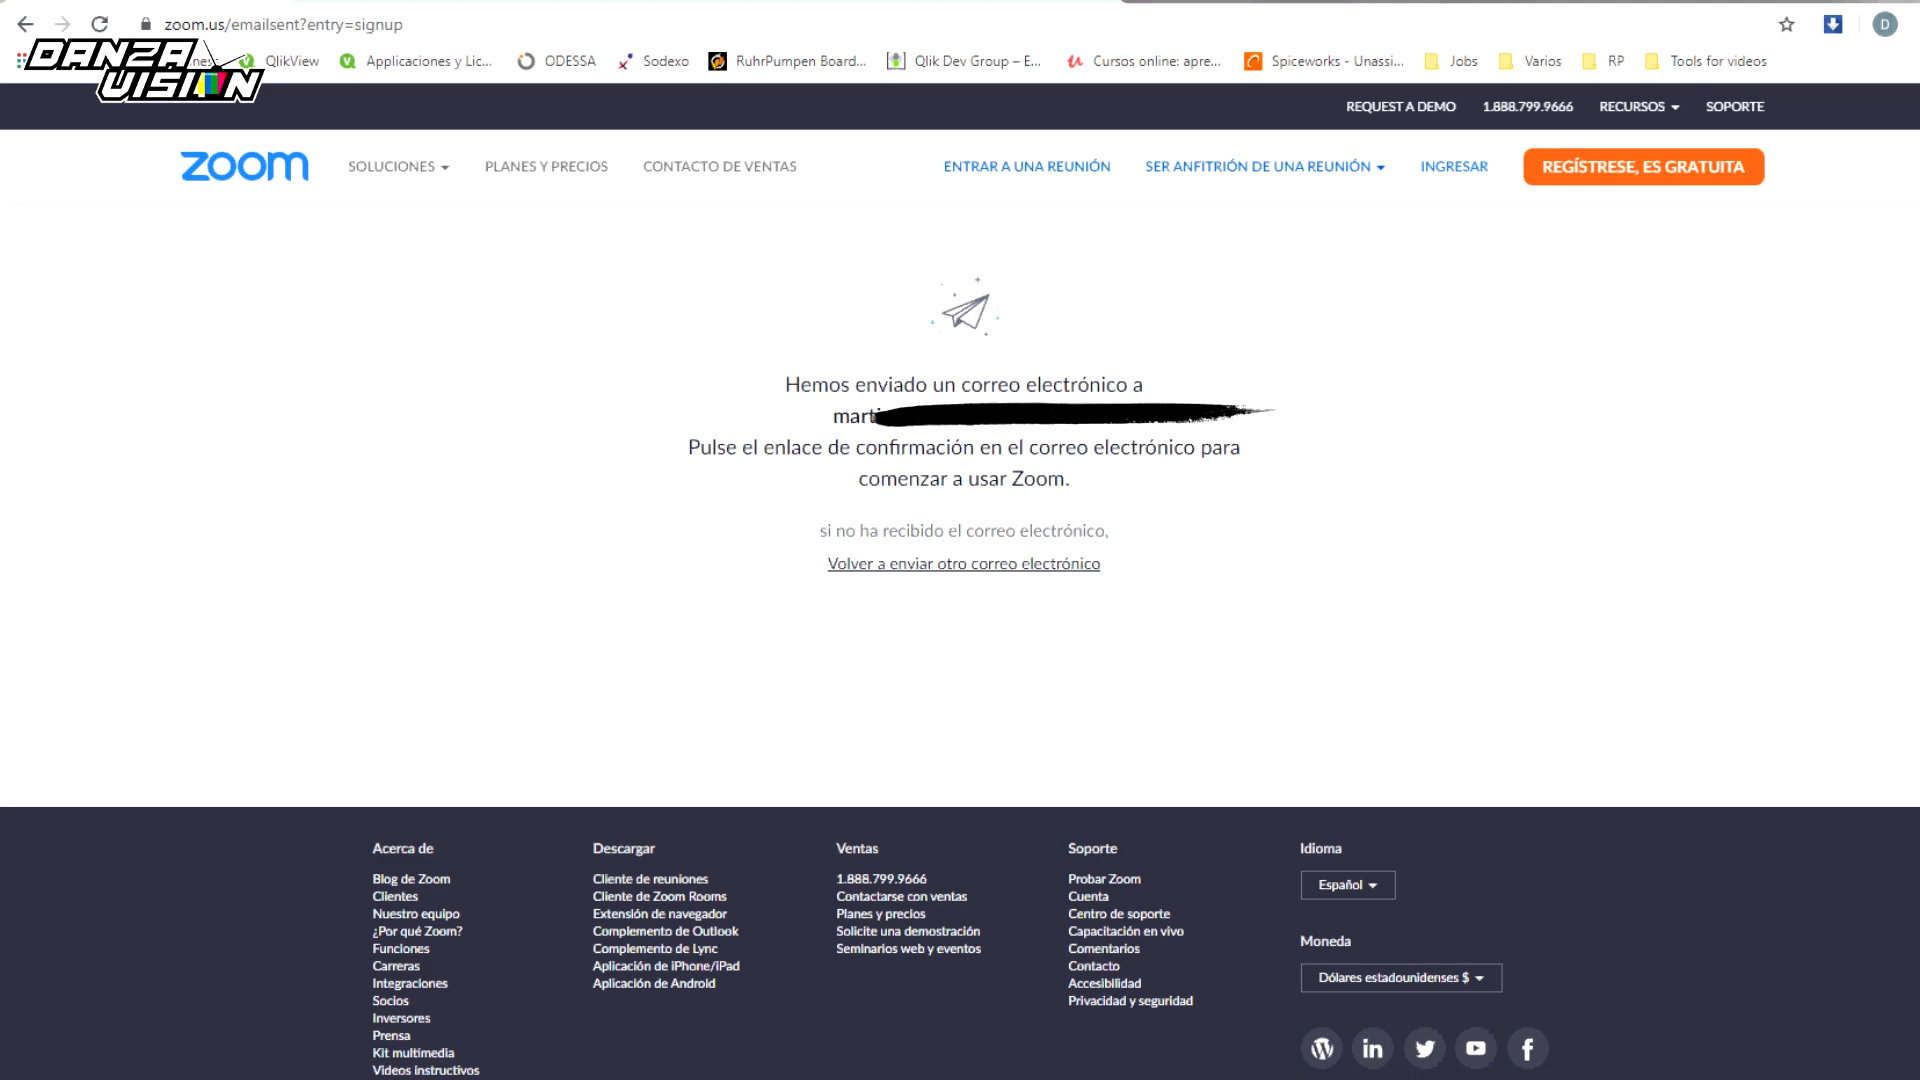 zoom.us/emailsent?entry=signup
D
DANZA
VISION
QlikView
Applicaciones y Lic...
ODESSA
Sodexo
RuhrPumpen Board...
Qlik Dev Group – E...
Cursos online: apre...
Spiceworks - Unassi...
Jobs
Varios
RP
Tools for videos
REQUEST A DEMO
1.888.799.9666
RECURSOS
SOPORTE
zoom
SOLUCIONES
PLANES Y PRECIOS
CONTACTO DE VENTAS
ENTRAR A UNA REUNIÓN
SER ANFITRIÓN DE UNA REUNIÓN
INGRESAR
REGÍSTRESE, ES GRATUITA
Hemos enviado un correo electrónico a
marti
Pulse el enlace de confirmación en el correo electrónico para
comenzar a usar Zoom.
si no ha recibido el correo electrónico,
Volver a enviar otro correo electrónico
Acerca de
Blog de Zoom
Clientes
Nuestro equipo
¿Por qué Zoom?
Funciones
Carreras
Integraciones
Socios
Inversores
Prensa
Kit multimedia
Videos instructivos
Descargar
Cliente de reuniones
Cliente de Zoom Rooms
Extensión de navegador
Complemento de Outlook
Complemento de Lync
Aplicación de iPhone/iPad
Aplicación de Android
Ventas
1.888.799.9666
Contactarse con ventas
Planes y precios
Solicite una demostración
Seminarios web y eventos
Soporte
Probar Zoom
Cuenta
Centro de soporte
Capacitación en vivo
Comentarios
Contacto
Accesibilidad
Privacidad y seguridad
Idioma
Español
Moneda
Dólares estadounidenses $